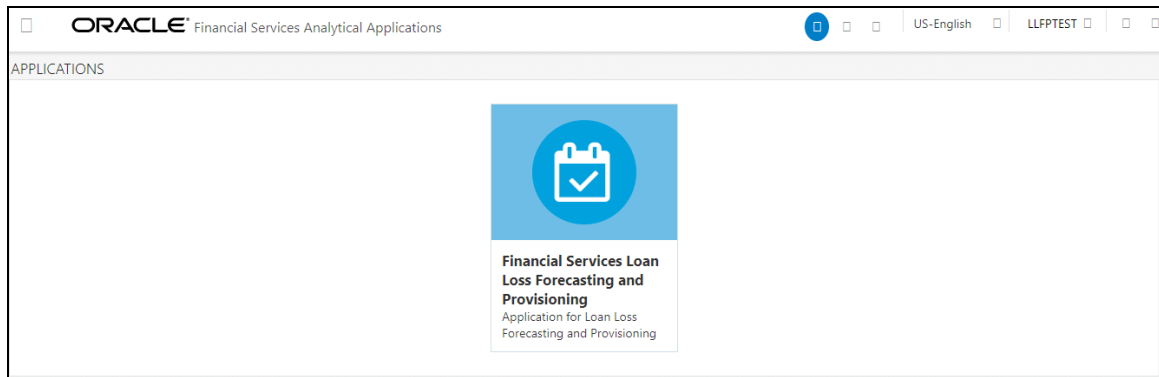 ORACLE® Financial Services Analytical Applications
US-English
LLFPTEST
APPLICATIONS
Financial Services Loan
Loss Forecasting and
Provisioning
Application for Loan Loss
Forecasting and Provisioning